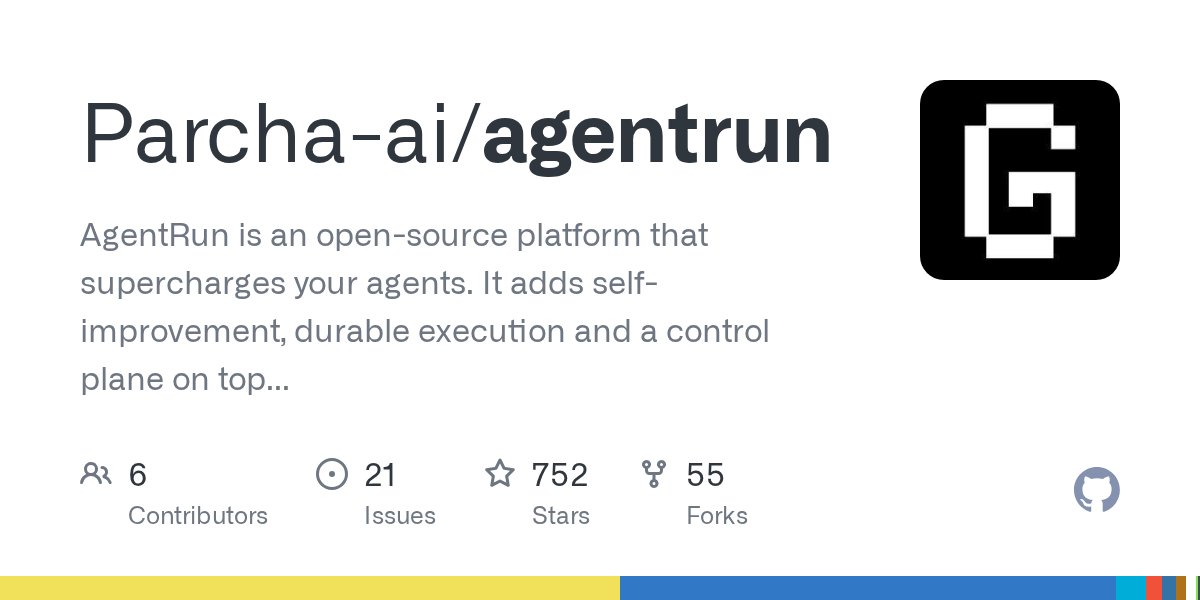 Parcha-ai/agentrun
G
AgentRun is an open-source platform that
supercharges your agents. It adds self-
improvement, durable execution and a control
plane on top...
6
Contributors
21
Issues
752
Stars
55
Forks